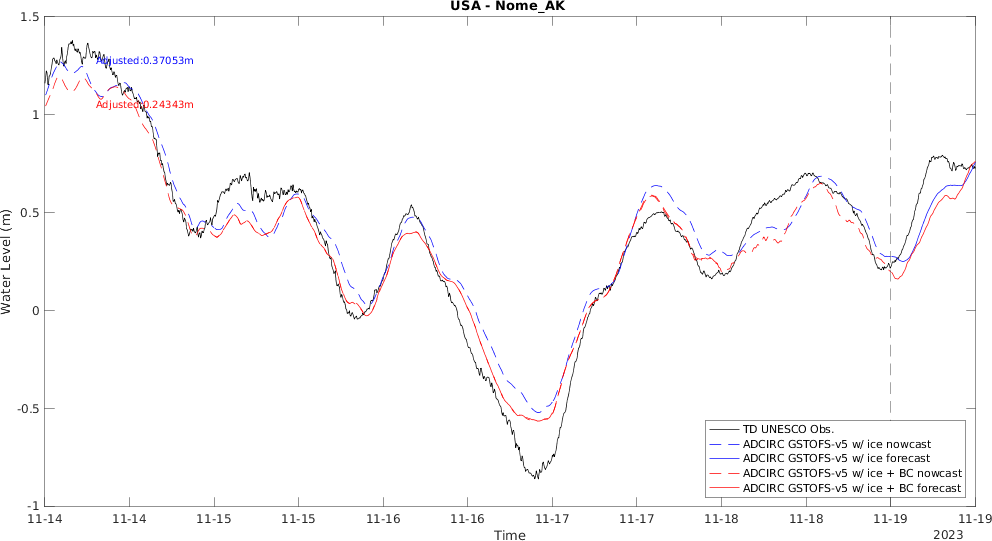 USA - Nome_AK
1.5
1
0.5
0
-0.5
-1
Water Level (m)
Adjusted:0.37053m
Adjusted:0.24343m
TD UNESCO Obs.
ADCIRC GSTOFS-v5 w/ ice nowcast
ADCIRC GSTOFS-v5 w/ ice forecast
ADCIRC GSTOFS-v5 w/ ice + BC nowcast
ADCIRC GSTOFS-v5 w/ ice + BC forecast
11-14 11-14 11-15 11-15 11-16 11-16 11-17 11-17 11-18 11-18 11-19 11-19
Time
2023